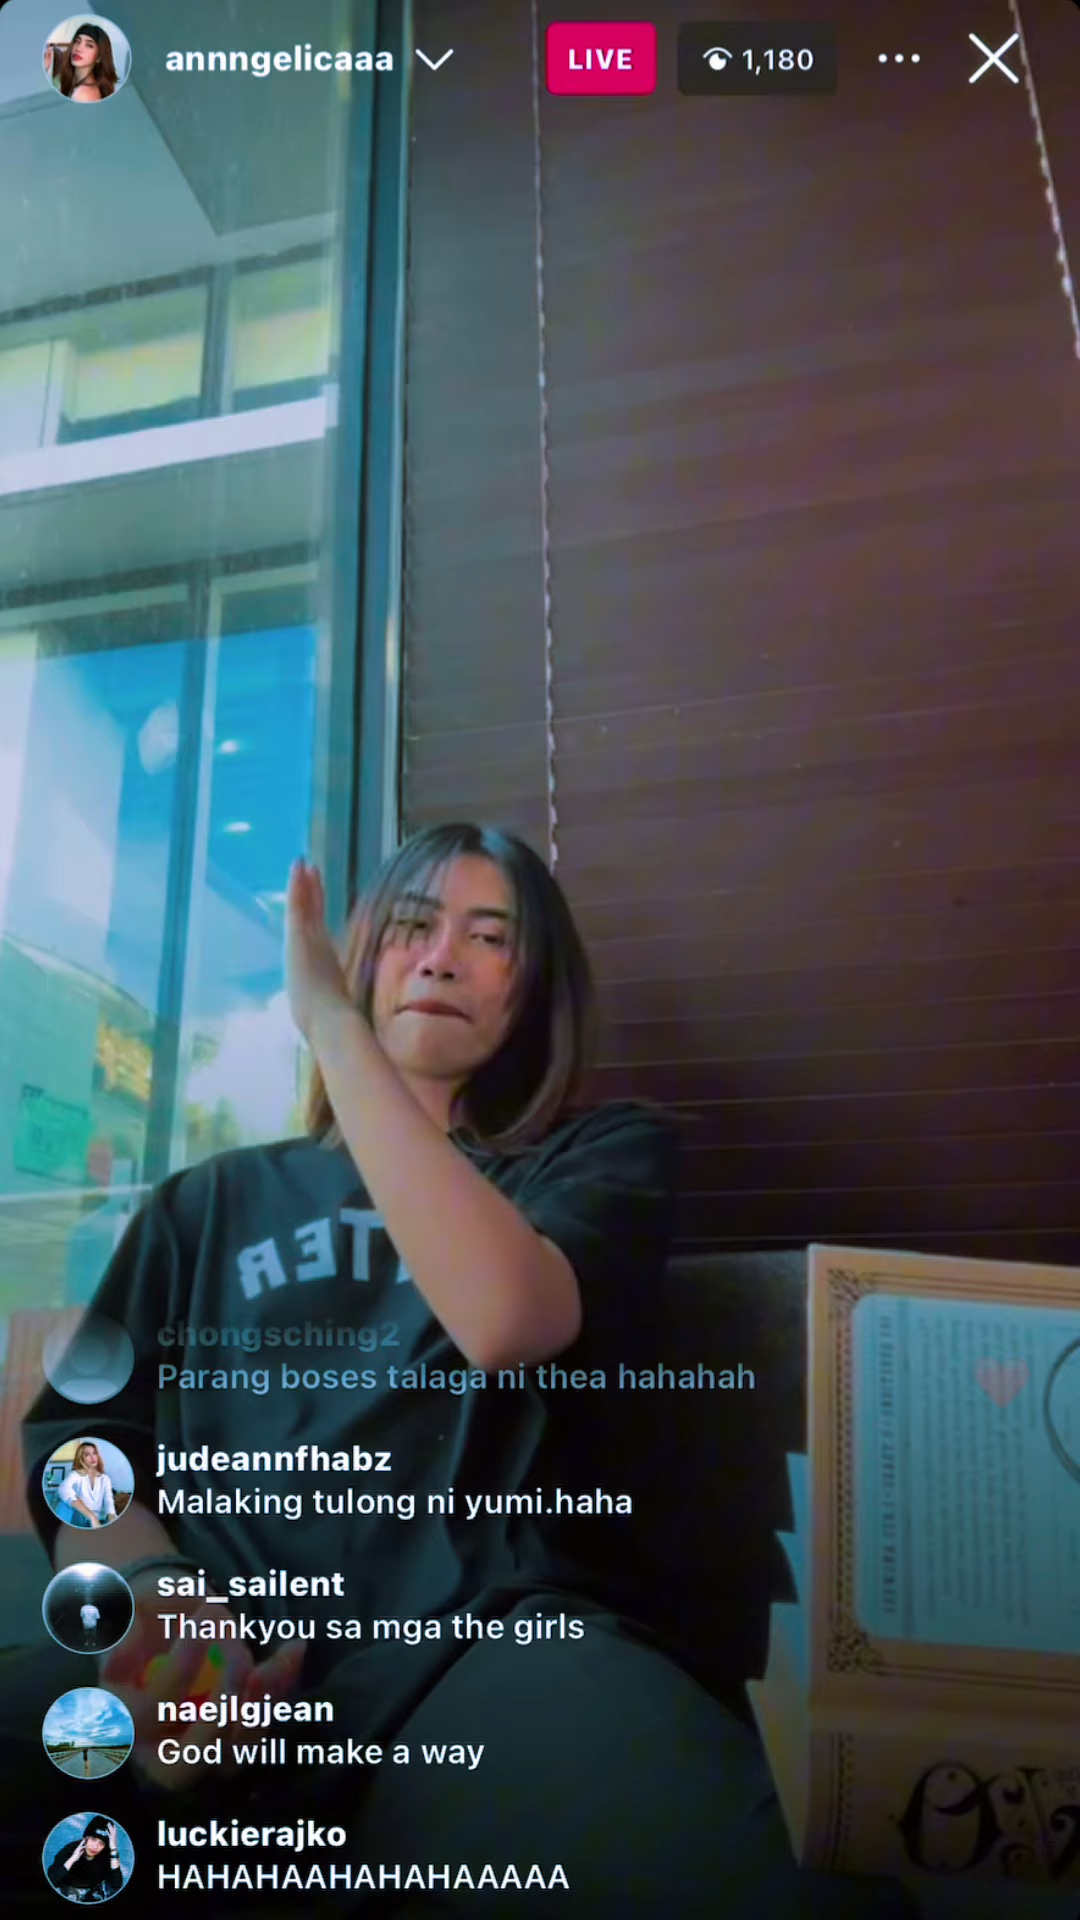 annngelicaaa
LIVE
1,180
TER
chongsching2
Parang boses talaga ni thea hahahah
judeannfhabz
Malaking tulong ni yumi.haha
sai_sailent
Thankyou sa mga the girls
naejlgjean
God will make a way
luckierajko
HAHAHAAHAHAHAAAAA